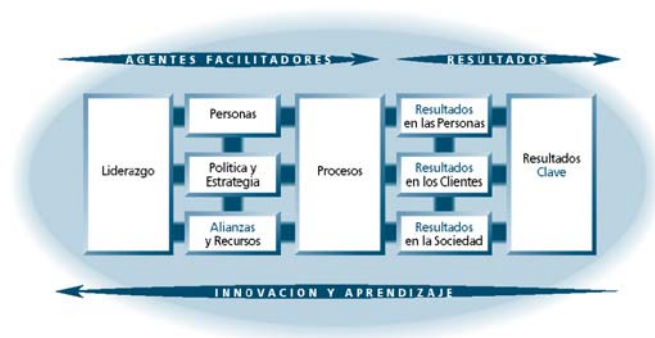 AGENTES FACILITADORES
RESULTADOS
Liderazgo
Personas
Política y
Estrategia
Alianzas
y Recursos
Procesos
Resultados
en las Personas
Resultados
en los Clientes
Resultados
en la Sociedad
Resultados
Clave
INNOVACION Y APRENDIZAJE